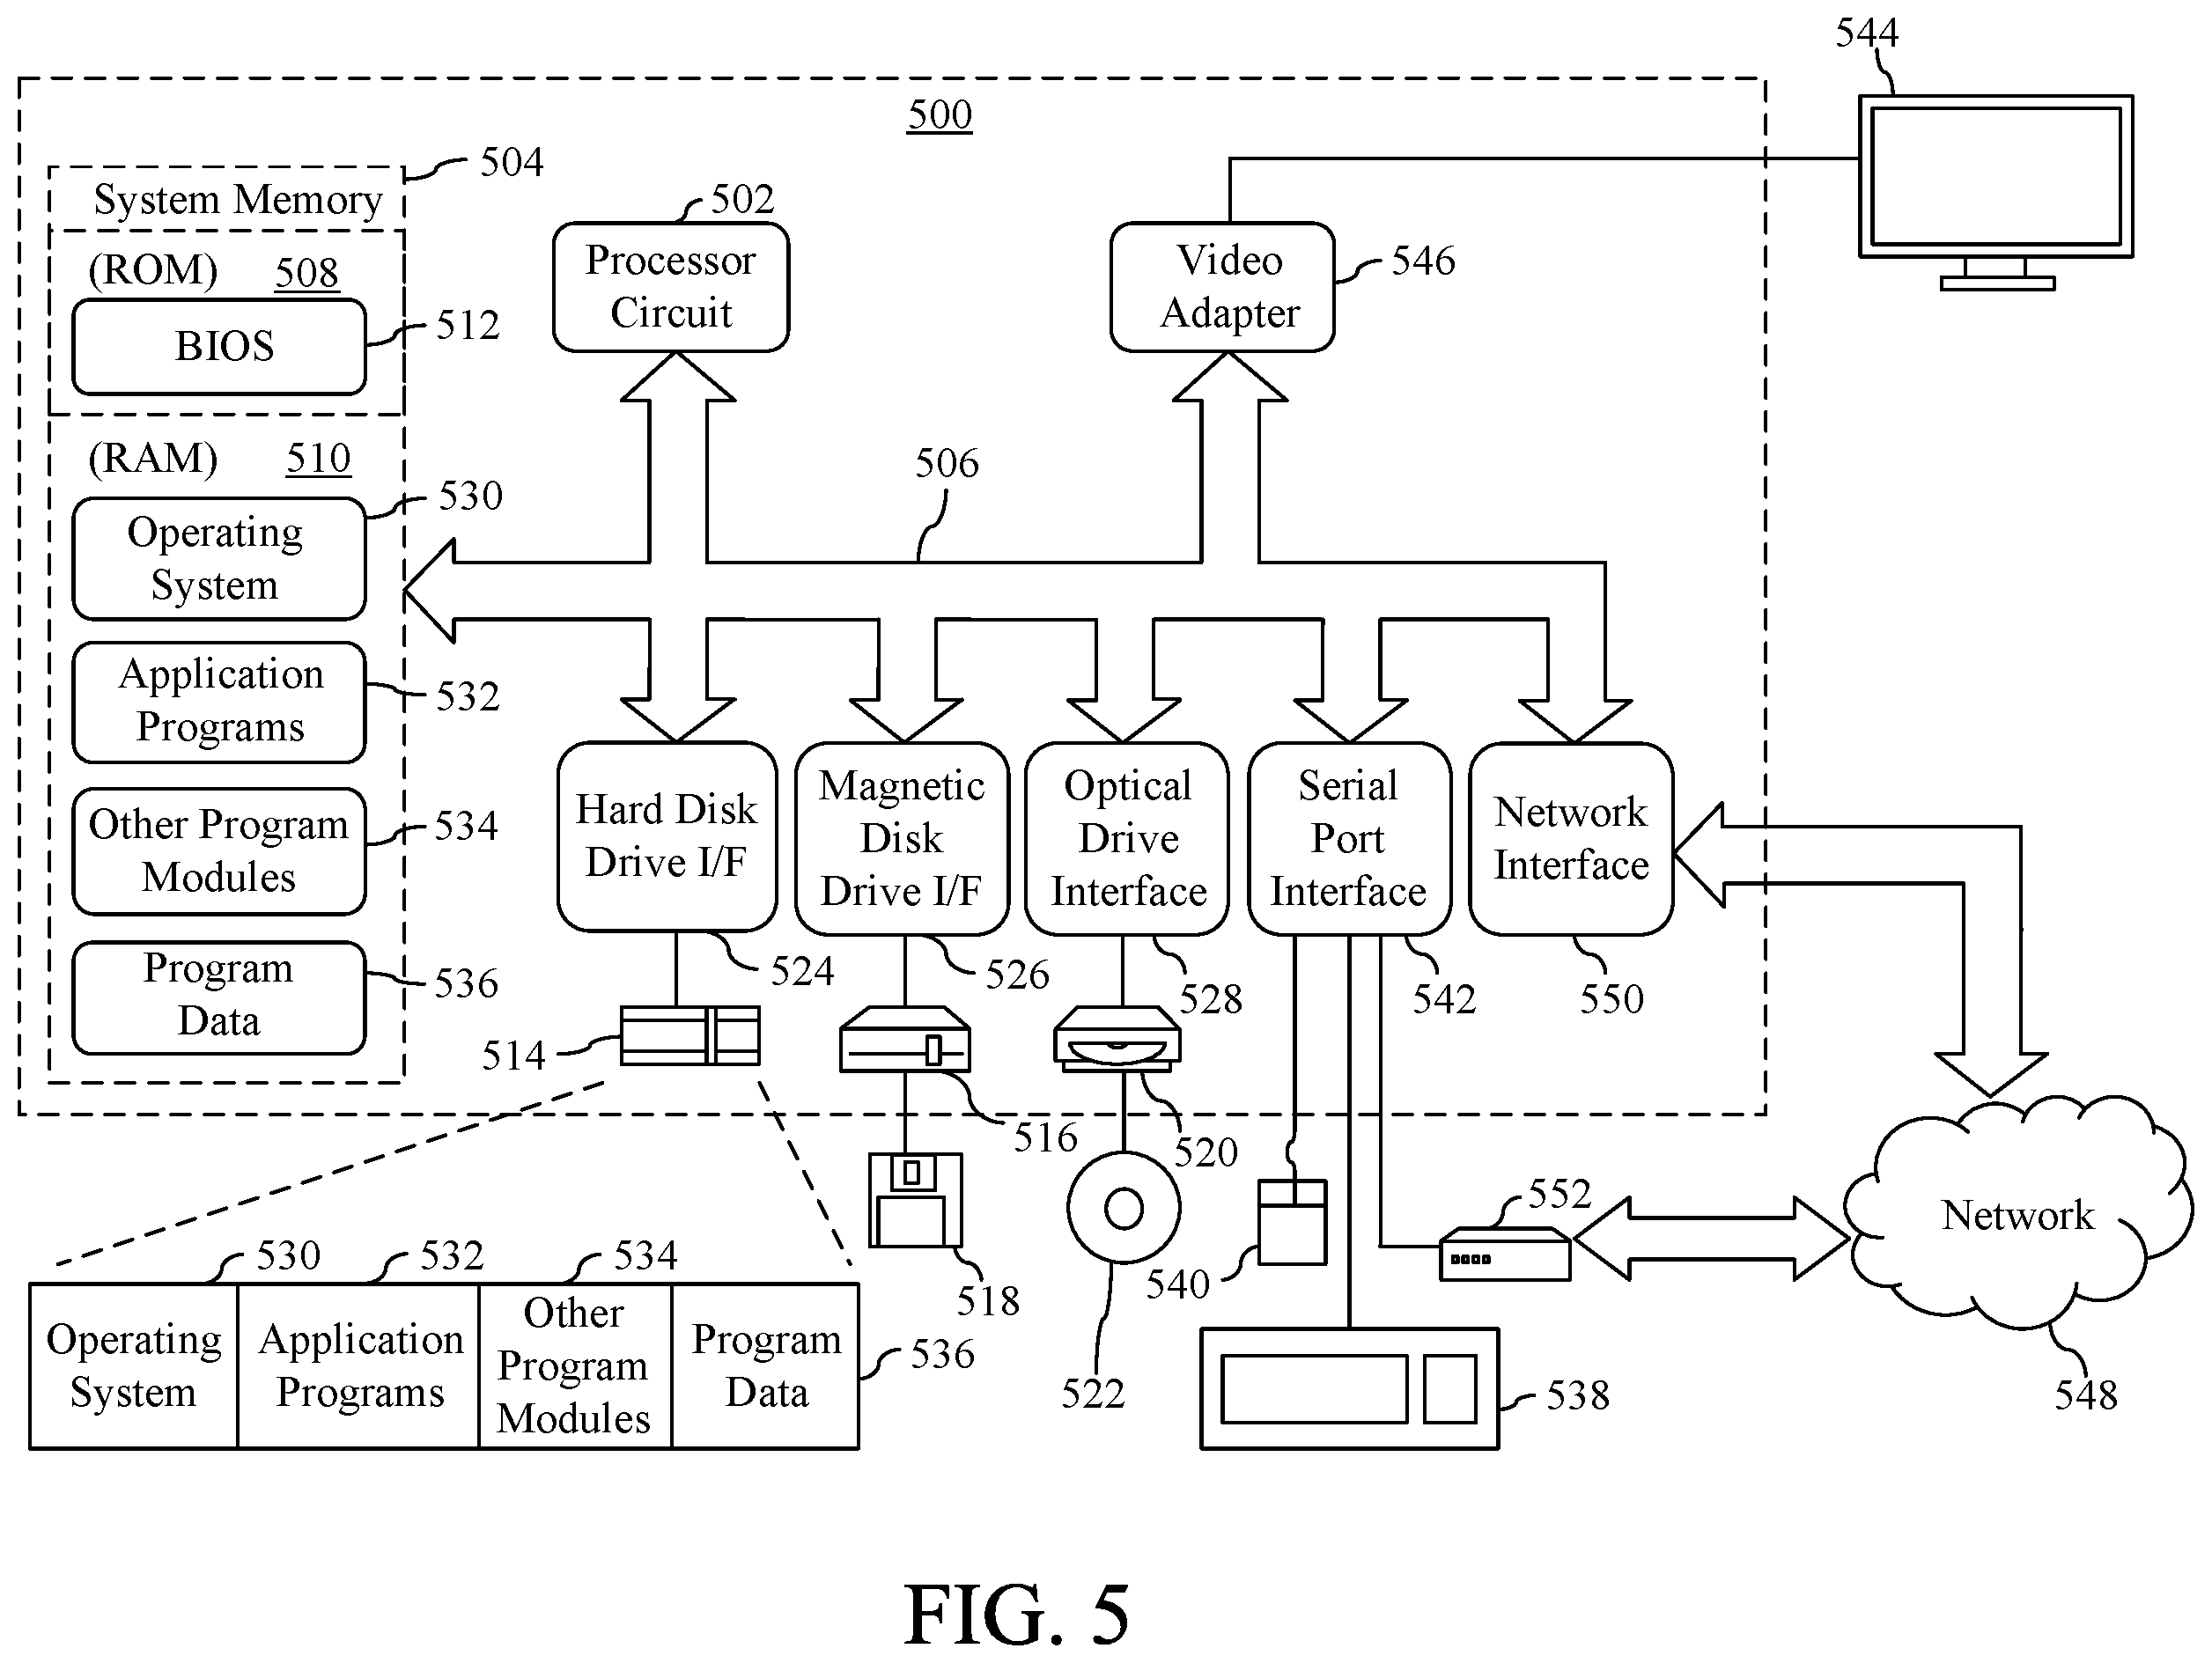 544
500
504
System Memory
502
Processor
Circuit
Video
Adapter
546
(ROM)
508
BIOS
512
(RAM)
510
506
530
Operating
System
Application
Programs
532
Other Program
Modules
534
Program
Data
536
Hard Disk
Drive I/F
Magnetic
Disk
Drive I/F
Optical
Drive
Interface
Serial
Port
Interface
Network
Interface
524
526
528
542
550
514
516
520
552
Network
540
518
522
538
548
530
532
534
Operating
System
Application
Programs
Other
Program
Modules
Program
Data
536
FIG. 5